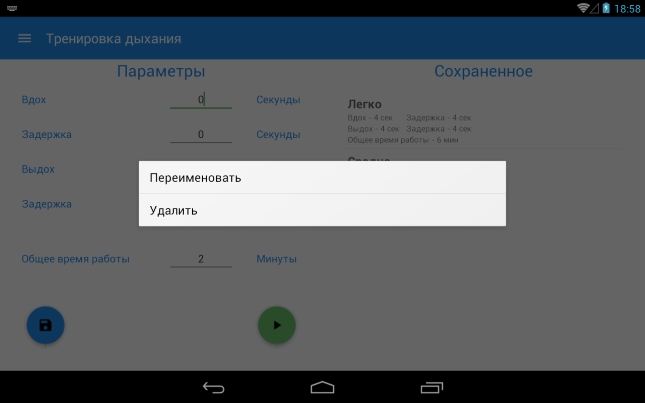 18:58
Тренировка дыхания
Параметры
Сохраненное
Вдох 0 Секунды
Задержка 0 Секунды
Выдох
Задержка
Общее время работы 2 Минуты
Легко
Вдох - 4 сек Задержка - 4 сек
Выдох - 4 сек Задержка - 4 сек
Общее время работы - 6 мин
Переименовать
Удалить